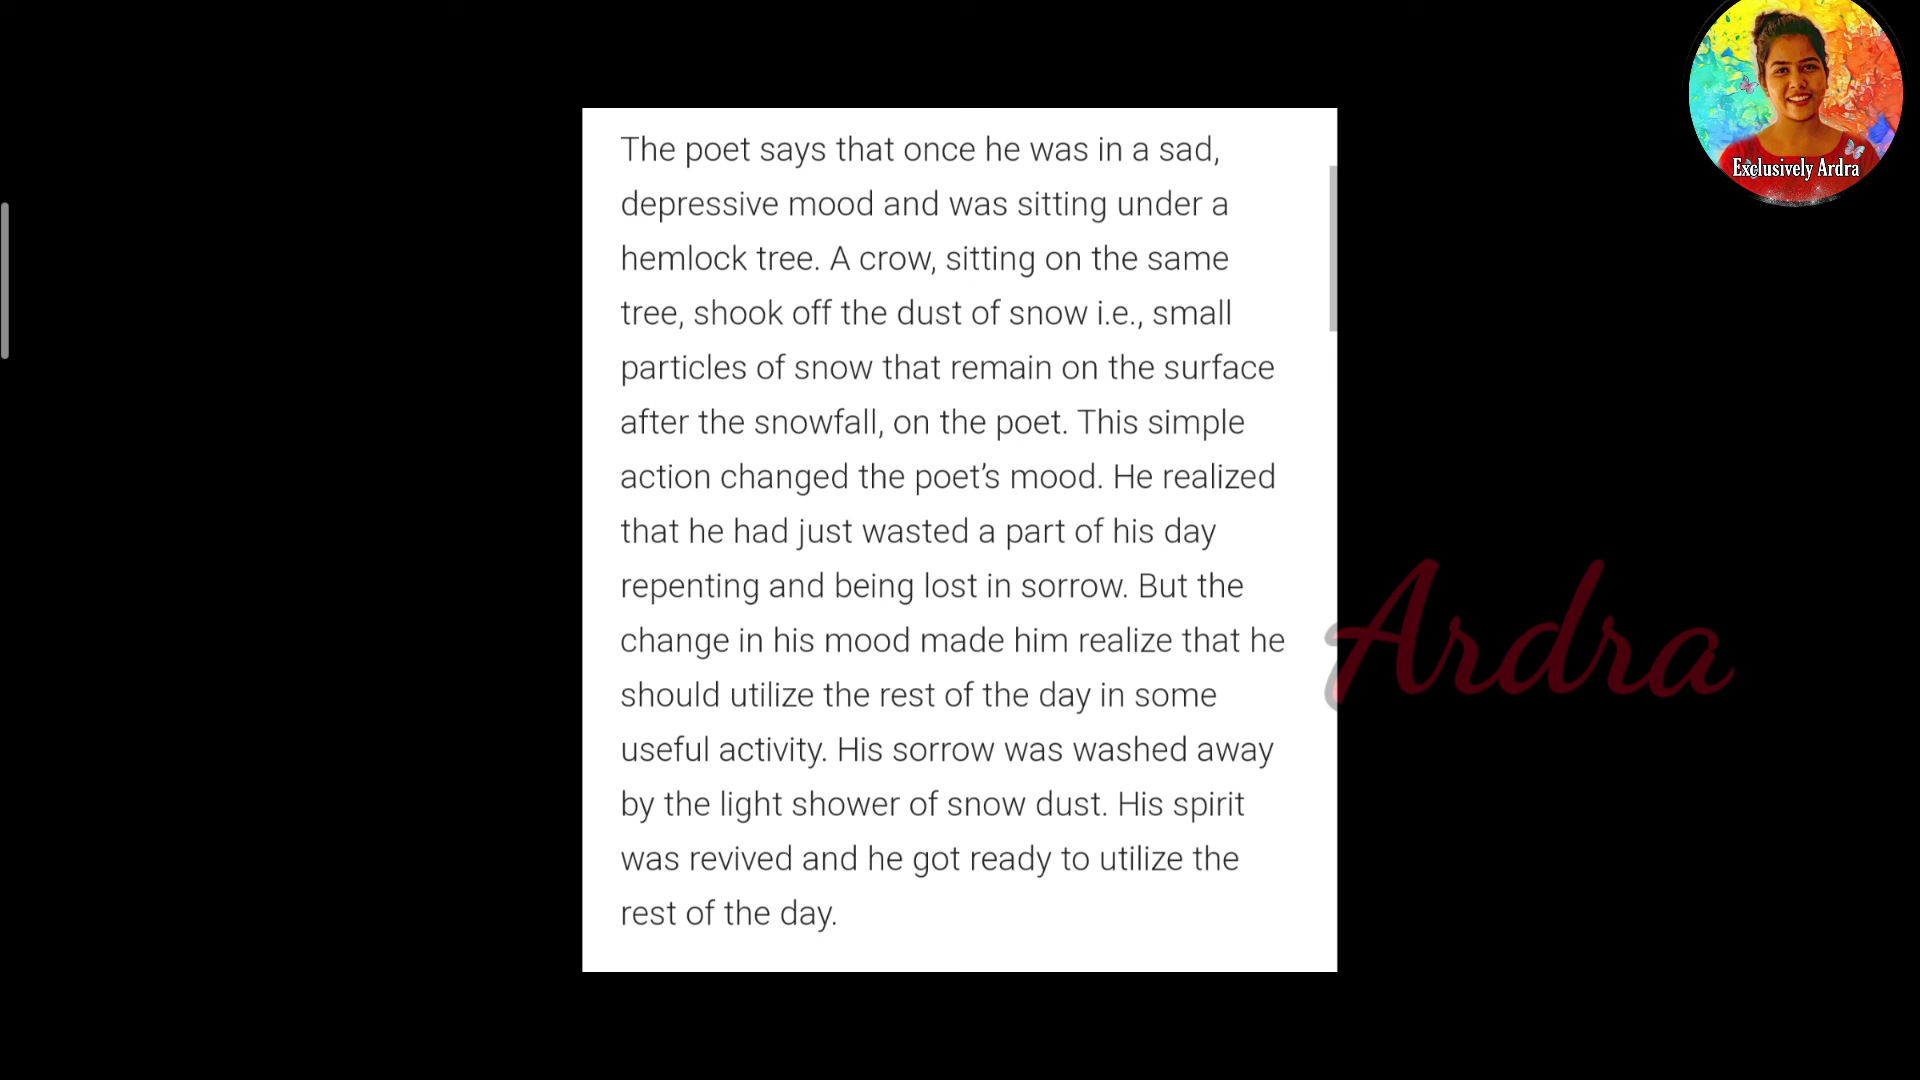 Exclusively Ardra
The poet says that once he was in a sad,
depressive mood and was sitting under a
hemlock tree. A crow, sitting on the same
tree, shook off the dust of snow i.e., small
particles of snow that remain on the surface
after the snowfall, on the poet. This simple
action changed the poet’s mood. He realized
that he had just wasted a part of his day
repenting and being lost in sorrow. But the
change in his mood made him realize that he
should utilize the rest of the day in some
useful activity. His sorrow was washed away
by the light shower of snow dust. His spirit
was revived and he got ready to utilize the
rest of the day.
Ardra